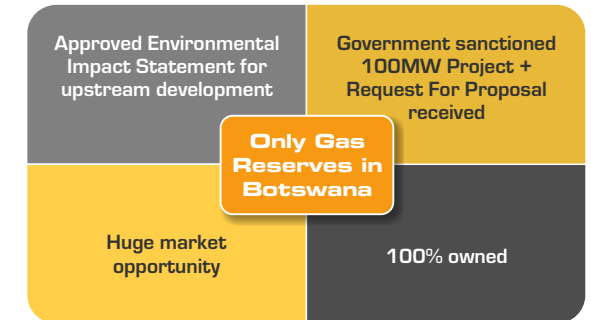 Approved Environmental
Impact Statement for
upstream development
Government sanctioned
100MW Project +
Request For Proposal
received
Only Gas
Reserves in
Botswana
Huge market
opportunity
100% owned